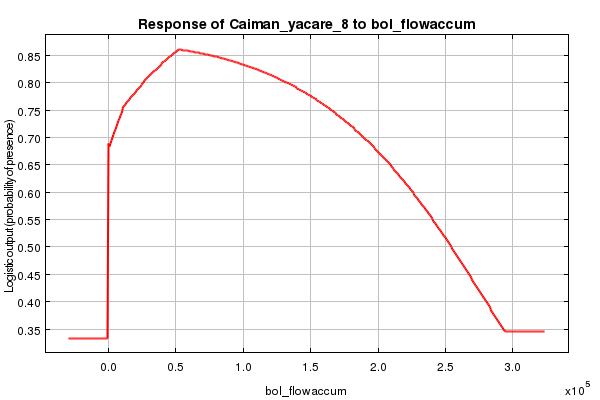 Response of Caiman_yacare_8 to bol_flowaccum
Logistic output (probability of presence)
0.85
0.80
0.75
0.70
0.65
0.60
0.55
0.50
0.45
0.40
0.35
0.0 0.5 1.0 1.5 2.0 2.5 3.0
bol_flowaccum
x10^5